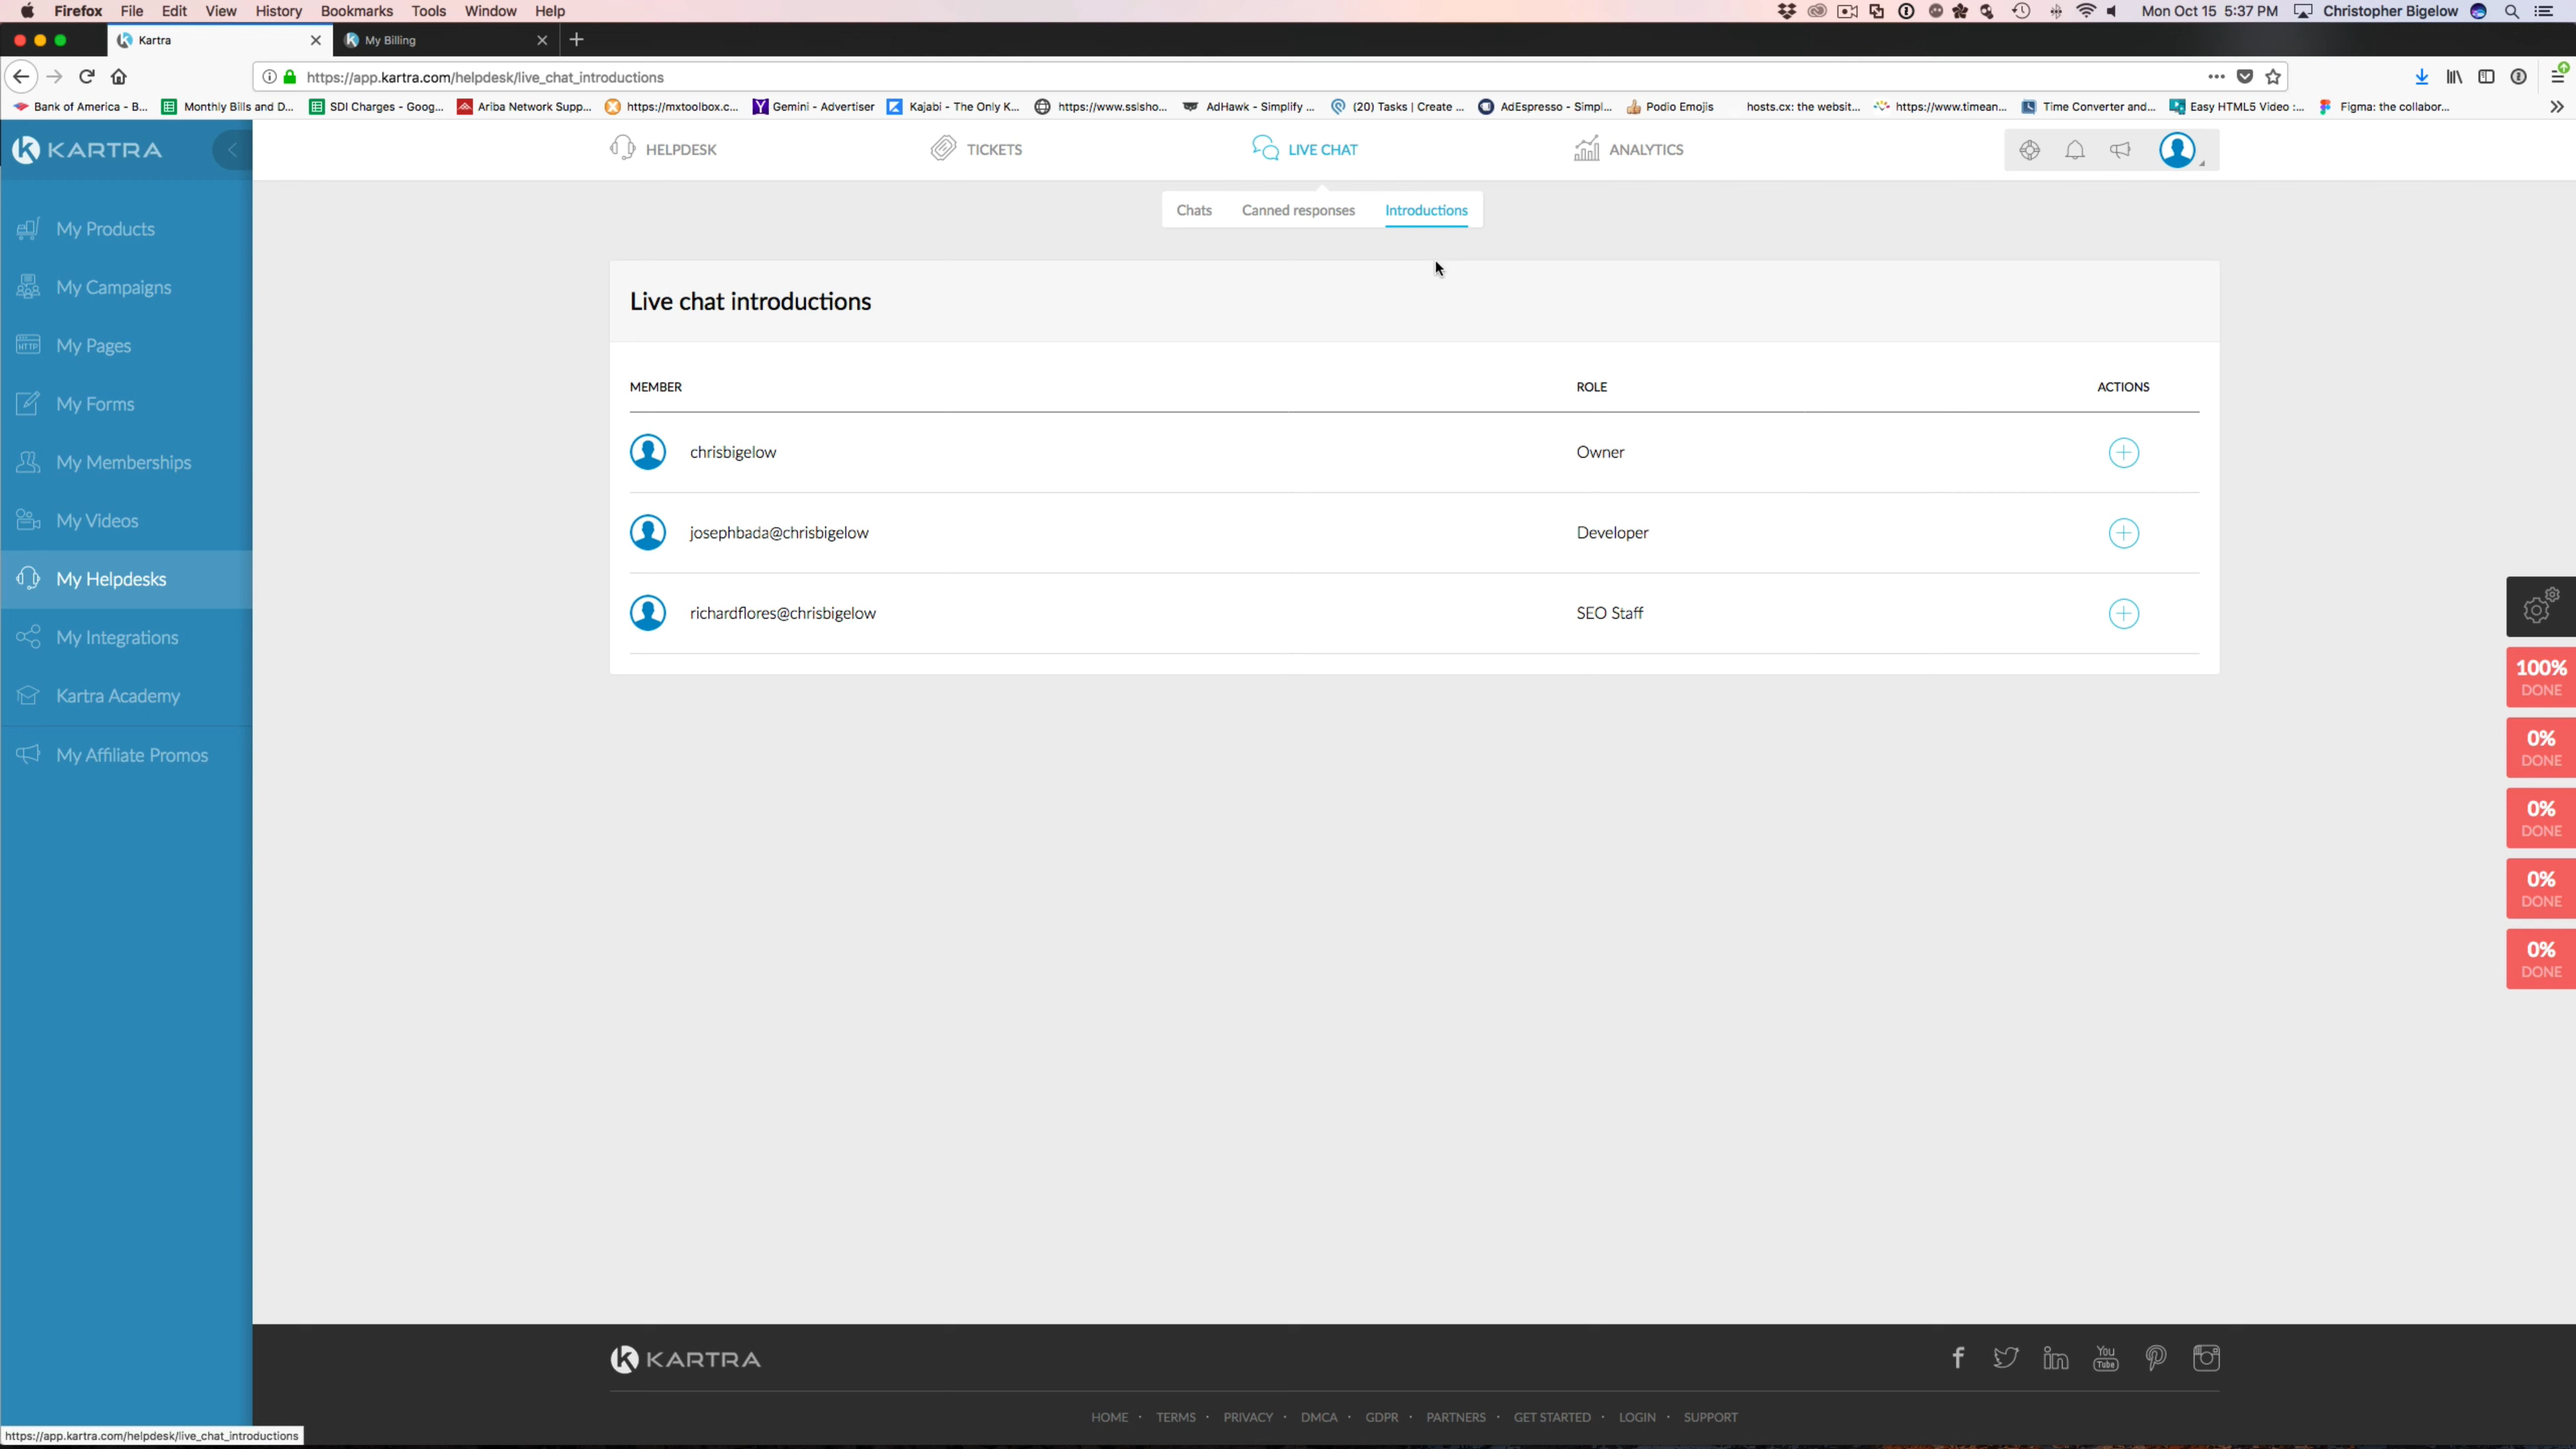 Firefox File Edit View History Bookmarks Tools Window Help Mon Oct 15 5:37 PM Christopher Bigelow
Kartra My Billing
https://app.kartra.com/helpdesk/live_chat_introductions
Bank of America - B... Monthly Bills and D... SDI Charges - Goog... Ariba Network Supp... https://mxtoolbox.c... Gemini - Advertiser Kajabi - The Only K... https://www.sslsho... AdHawk - Simplify ... (20) Tasks | Create ... AdEspresso - Simpl... Podio Emojis hosts.cx: the websit... https://www.timean... Time Converter and... Easy HTML5 Video :... Figma: the collabor...
KARTRA
HELPDESK TICKETS LIVE CHAT ANALYTICS
Chats Canned responses Introductions
My Products
My Campaigns
HTTP My Pages
My Forms
My Memberships
My Videos
My Helpdesks
My Integrations
Kartra Academy
My Affiliate Promos
Live chat introductions
MEMBER ROLE ACTIONS
chrisbigelow Owner
josephbada@chrisbigelow Developer
richardflores@chrisbigelow SEO Staff
100%
DONE
0%
DONE
0%
DONE
0%
DONE
0%
DONE
KARTRA
You
Tube
HOME · TERMS · PRIVACY · DMCA · GDPR · PARTNERS · GET STARTED · LOGIN · SUPPORT
https://app.kartra.com/helpdesk/live_chat_introductions